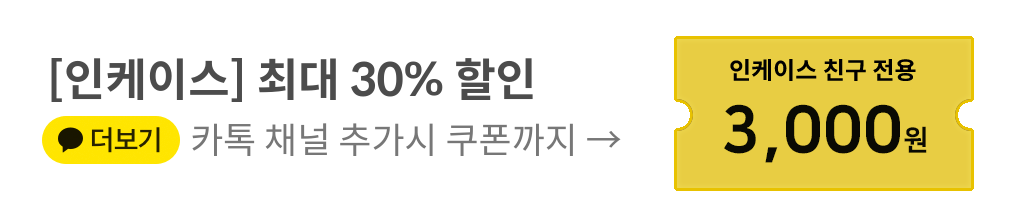 [인케이스] 최대 30% 할인
더보기 카톡 채널 추가시 쿠폰까지 →
인케이스 친구 전용
3,000원